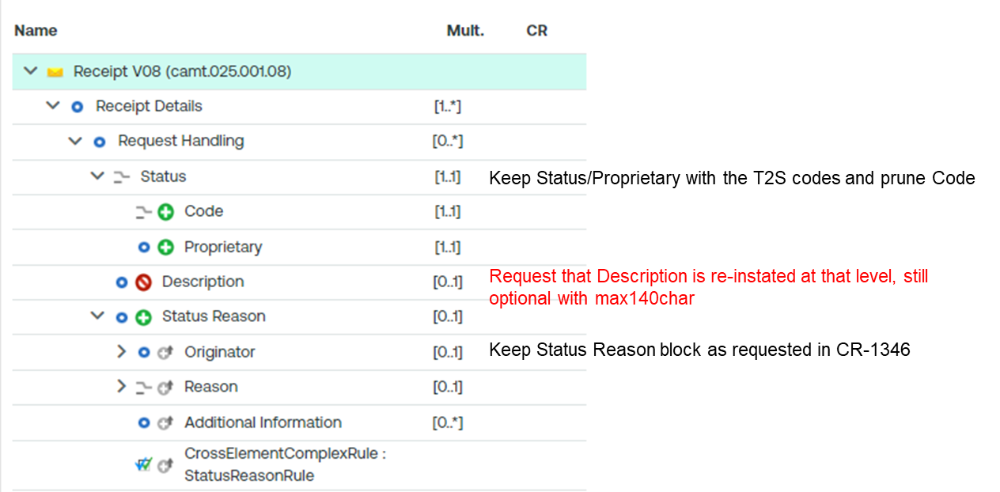 Name Mult. CR
Receipt V08 (camt.025.001.08)
Receipt Details [1..*]
Request Handling [0..*]
Status [1..1] Keep Status/Proprietary with the T2S codes and prune Code
Code [1..1]
Proprietary [1..1]
Description [0..1] Request that Description is re-instated at that level, still
optional with max140char
Status Reason [0..1]
Originator [0..1] Keep Status Reason block as requested in CR-1346
Reason [0..1]
Additional Information [0..*]
CrossElementComplexRule :
StatusReasonRule